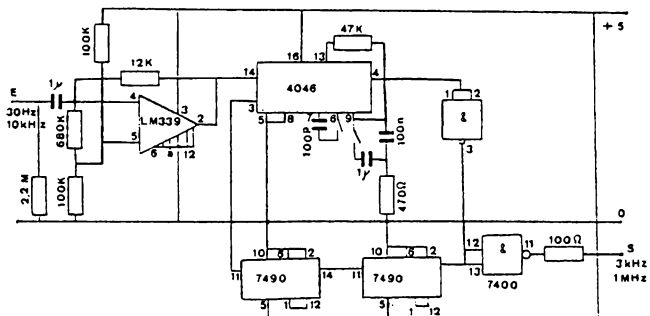 +5
100K
47K
12K
16
13
14
4046
4
E
1µ
4
3
LM339
2
1 2
&
3
30Hz
10kHz
680K
5
6 8 12
3
5 8
7 6 9
100P
100n
1µ
2,2 M
100K
470Ω
0
10 6 2
10 6 2
12
&
11
100Ω
S
11
7490
14
11
7490
13
7400
3kHz
1MHz
5
1 12
5
1 12